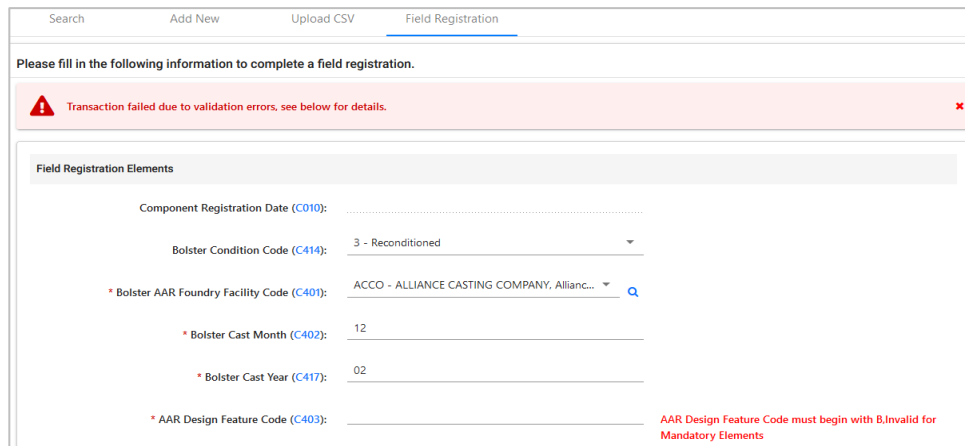 Search Add New Upload CSV Field Registration
Please fill in the following information to complete a field registration.
Transaction failed due to validation errors, see below for details.
Field Registration Elements
Component Registration Date (C010):
Bolster Condition Code (C414): 3 - Reconditioned
* Bolster AAR Foundry Facility Code (C401): ACCO - ALLIANCE CASTING COMPANY, Allianc...
* Bolster Cast Month (C402): 12
* Bolster Cast Year (C417): 02
* AAR Design Feature Code (C403): AAR Design Feature Code must begin with B,Invalid for
Mandatory Elements